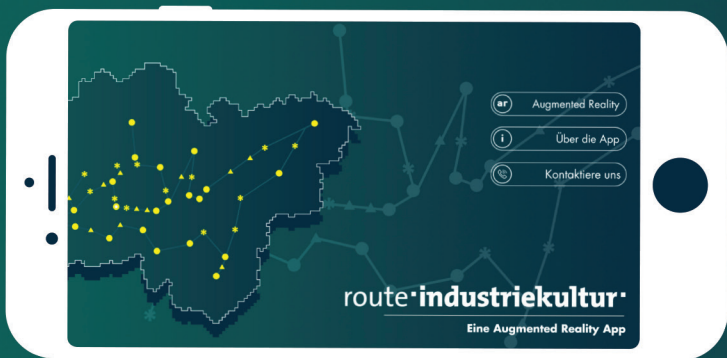 ar Augmented Reality
i Über die App
Kontaktiere uns
route·industriekultur·
Eine Augmented Reality App